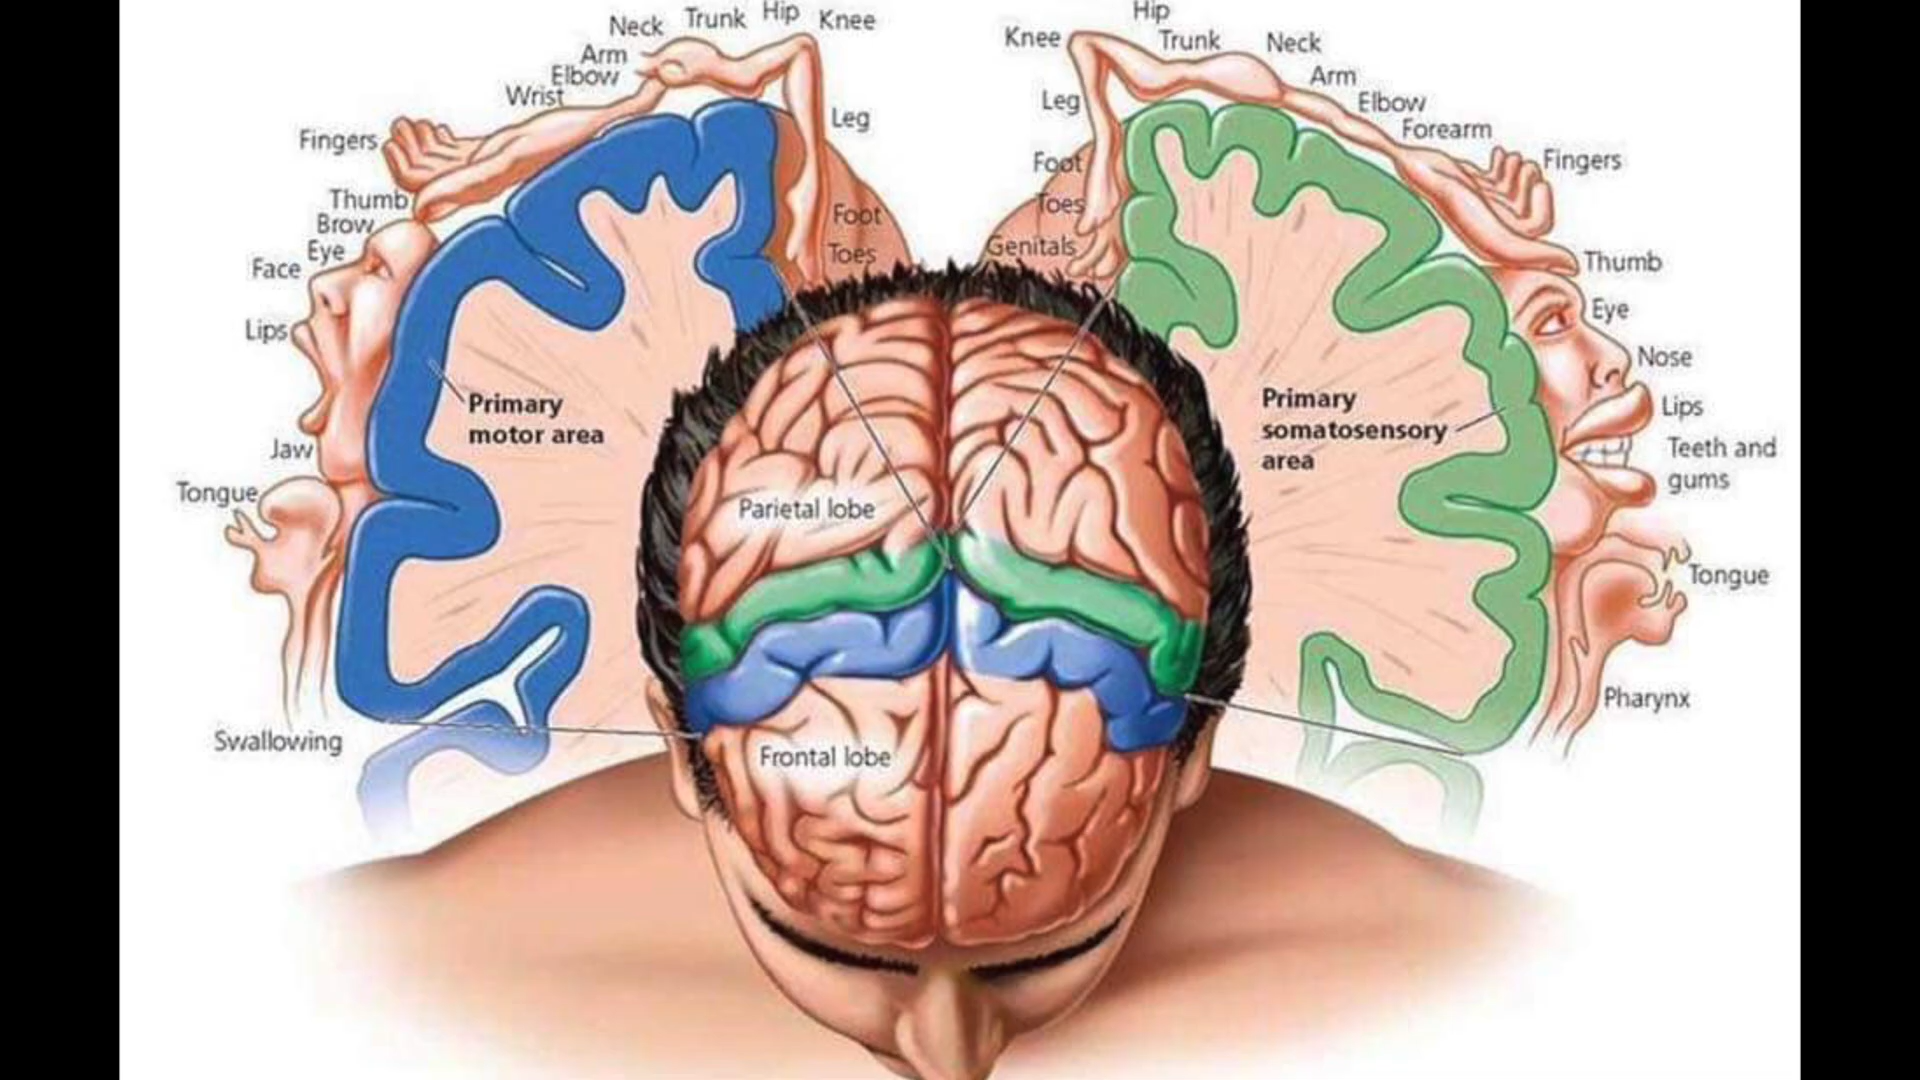 Neck
Trunk
Hip
Knee
Arm
Elbow
Wrist
Leg
Fingers
Thumb
Brow
Foot
Eye
Toes
Face
Lips
Primary
motor area
Jaw
Tongue
Swallowing
Hip
Knee
Trunk
Neck
Arm
Leg
Elbow
Forearm
Foot
Fingers
Toes
Genitals
Thumb
Eye
Nose
Primary
somatosensory
area
Lips
Teeth and
gums
Tongue
Pharynx
Parietal lobe
Frontal lobe